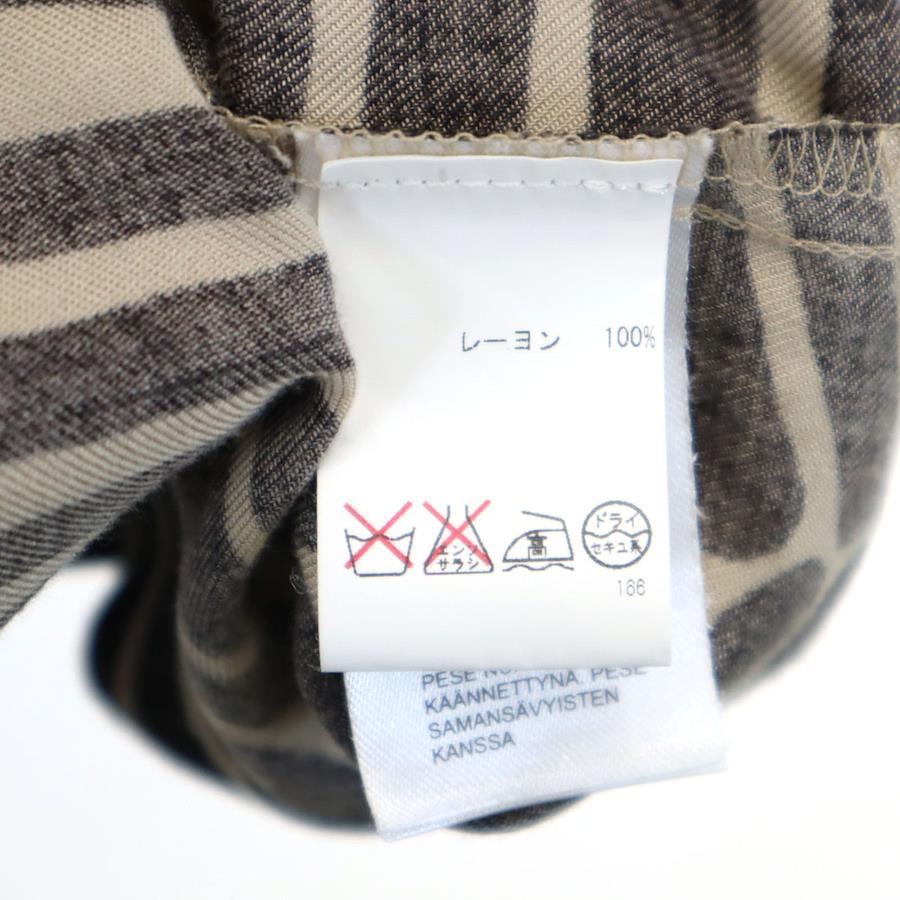 レーヨン 100%
エンソ
サラシ
高
ドライ
セキユ系
166
PESE
KÄÄNNETTYNÄ. PESE
SAMANSÄVYISTEN
KANSSA